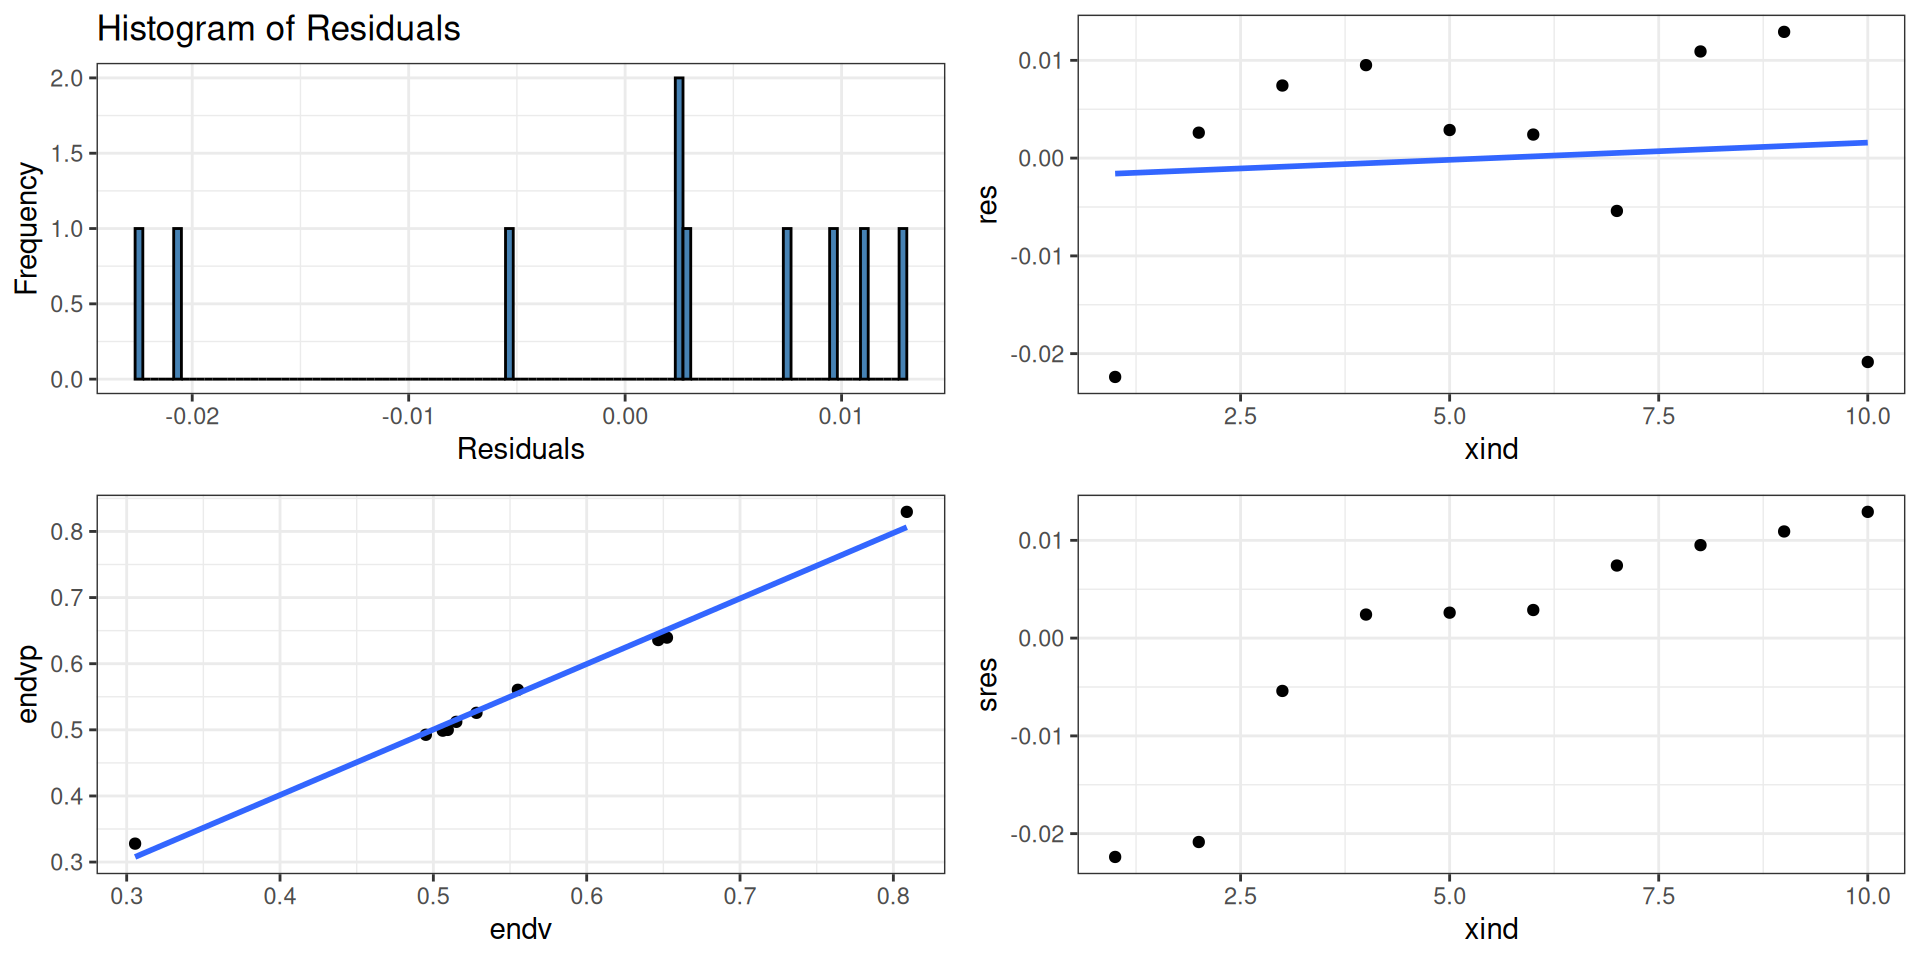 Histogram of Residuals
2.0
1.5
1.0
0.5
0.0
Frequency
-0.02 -0.01 0.00 0.01
Residuals
0.01
0.00
-0.01
-0.02
res
2.5 5.0 7.5 10.0
xind
0.8
0.7
0.6
0.5
0.4
0.3
endvp
0.3 0.4 0.5 0.6 0.7 0.8
endv
0.01
0.00
-0.01
-0.02
sres
2.5 5.0 7.5 10.0
xind